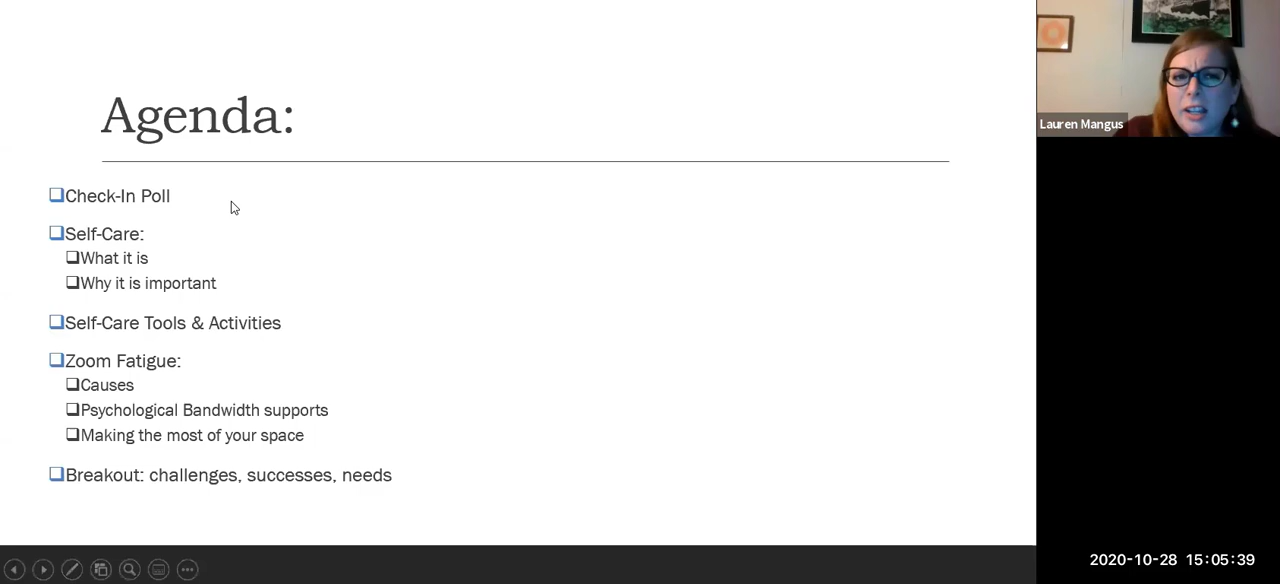 Agenda:
Check-In Poll
Self-Care:
What it is
Why it is important
Self-Care Tools & Activities
Zoom Fatigue:
Causes
Psychological Bandwidth supports
Making the most of your space
Breakout: challenges, successes, needs
Lauren Mangus
2020-10-28 15:05:39